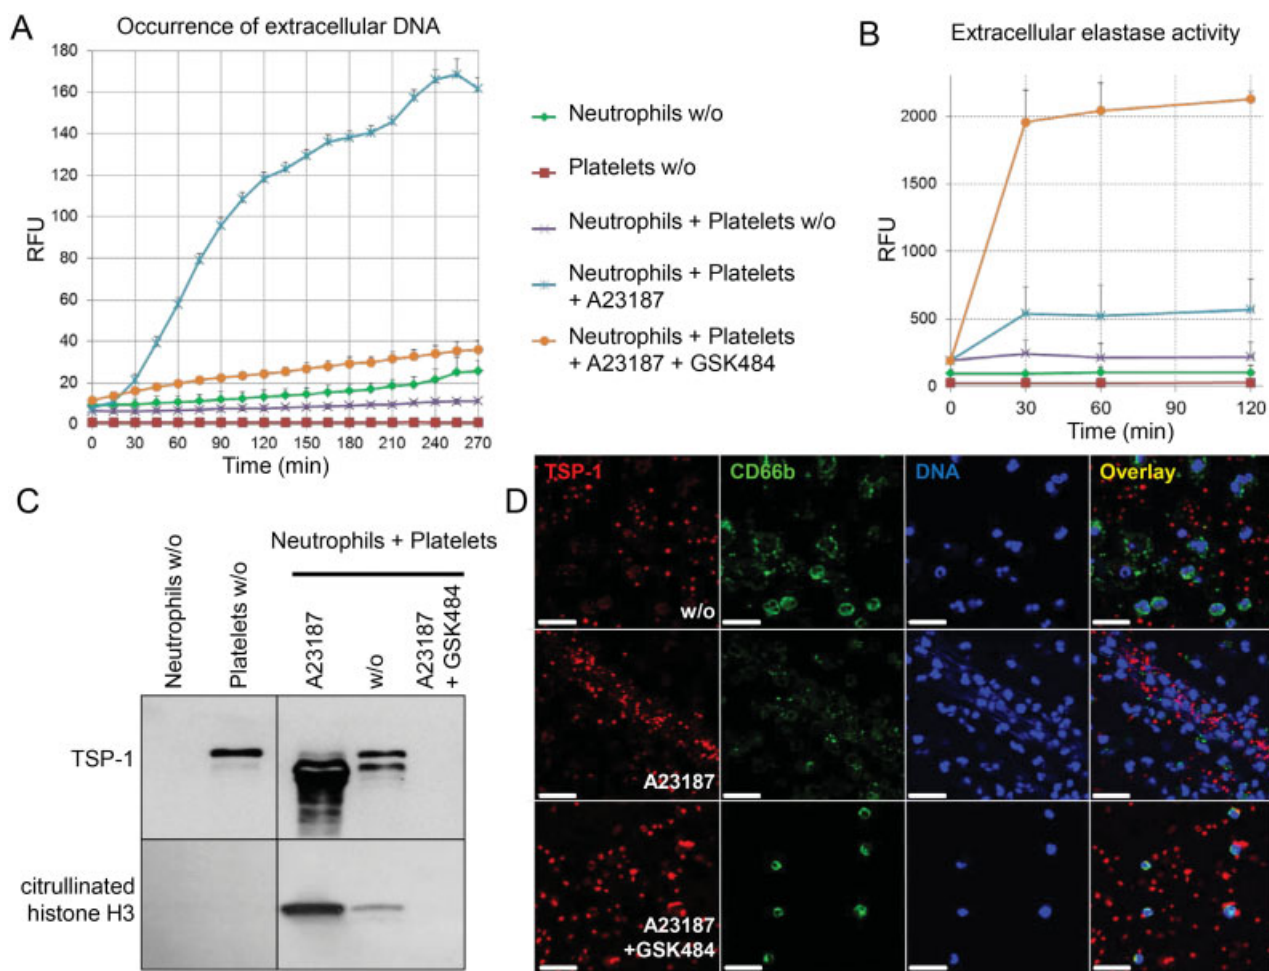 A
Occurrence of extracellular DNA
180
160
140
120
100
80
60
40
20
0
RFU
0 30 60 90 120 150 180 210 240 270
Time (min)
Neutrophils w/o
Platelets w/o
Neutrophils + Platelets w/o
Neutrophils + Platelets
+ A23187
Neutrophils + Platelets
+ A23187 + GSK484
B
Extracellular elastase activity
2000
1500
1000
500
0
RFU
0 30 60 90 120
Time (min)
C
Neutrophils w/o
Platelets w/o
Neutrophils + Platelets
A23187
w/o
A23187
+ GSK484
TSP-1
citrullinated
histone H3
D
TSP-1 CD66b DNA Overlay
w/o
A23187
A23187
+GSK484